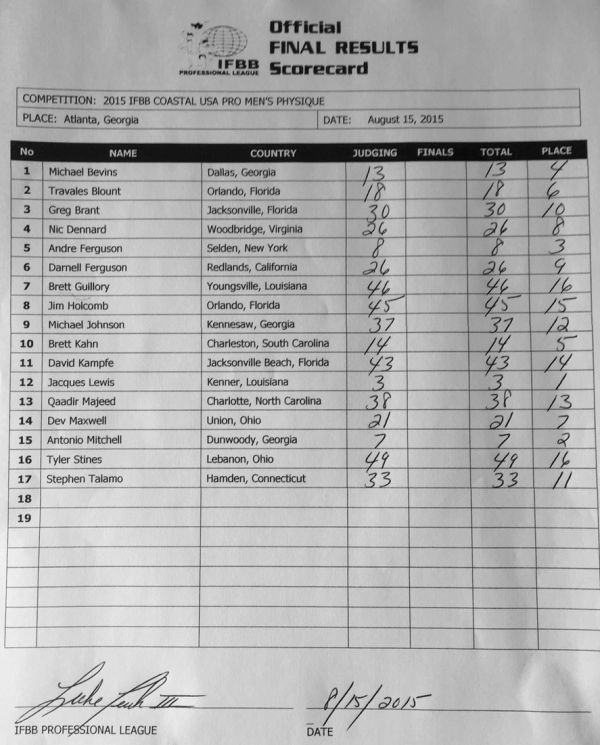 Official
FINAL RESULTS
Scorecard
IFBB
PROFESSIONAL LEAGUE
COMPETITION: 2015 IFBB COASTAL USA PRO MEN'S PHYSIQUE
PLACE: Atlanta, Georgia DATE: August 15, 2015
No NAME COUNTRY JUDGING FINALS TOTAL PLACE
1 Michael Bevins Dallas, Georgia 13 13 4
2 Travales Blount Orlando, Florida 18 18 6
3 Greg Brant Jacksonville, Florida 30 30 10
4 Nic Dennard Woodbridge, Virginia 26 26 8
5 Andre Ferguson Selden, New York 8 8 3
6 Darnell Ferguson Redlands, California 26 26 9
7 Brett Guillory Youngsville, Louisiana 46 46 16
8 Jim Holcomb Orlando, Florida 45 45 15
9 Michael Johnson Kennesaw, Georgia 37 37 12
10 Brett Kahn Charleston, South Carolina 14 14 5
11 David Kampfe Jacksonville Beach, Florida 43 43 14
12 Jacques Lewis Kenner, Louisiana 3 3 1
13 Qaadir Majeed Charlotte, North Carolina 38 38 13
14 Dev Maxwell Union, Ohio 21 21 7
15 Antonio Mitchell Dunwoody, Georgia 7 7 2
16 Tyler Stines Lebanon, Ohio 49 49 16
17 Stephen Talamo Hamden, Connecticut 33 33 11
18
19
8/15/2015
IFBB PROFESSIONAL LEAGUE DATE